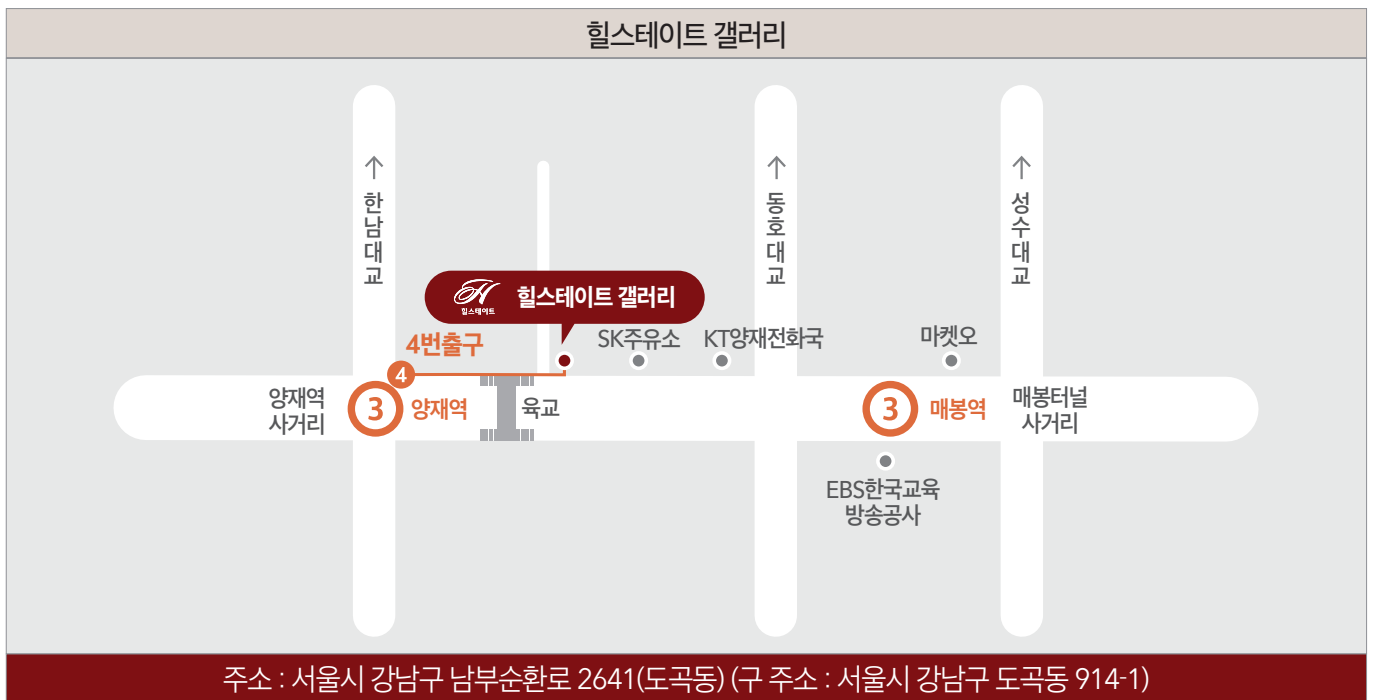 힐스테이트 갤러리
↑
한남대교
↑
동호대교
↑
성수대교
H
힐스테이트
힐스테이트 갤러리
4번출구
4
SK주유소
KT양재전화국
마켓오
양재역
사거리
3
양재역
육교
3
매봉역
매봉터널
사거리
EBS한국교육
방송공사
주소 : 서울시 강남구 남부순환로 2641(도곡동) (구 주소 : 서울시 강남구 도곡동 914-1)